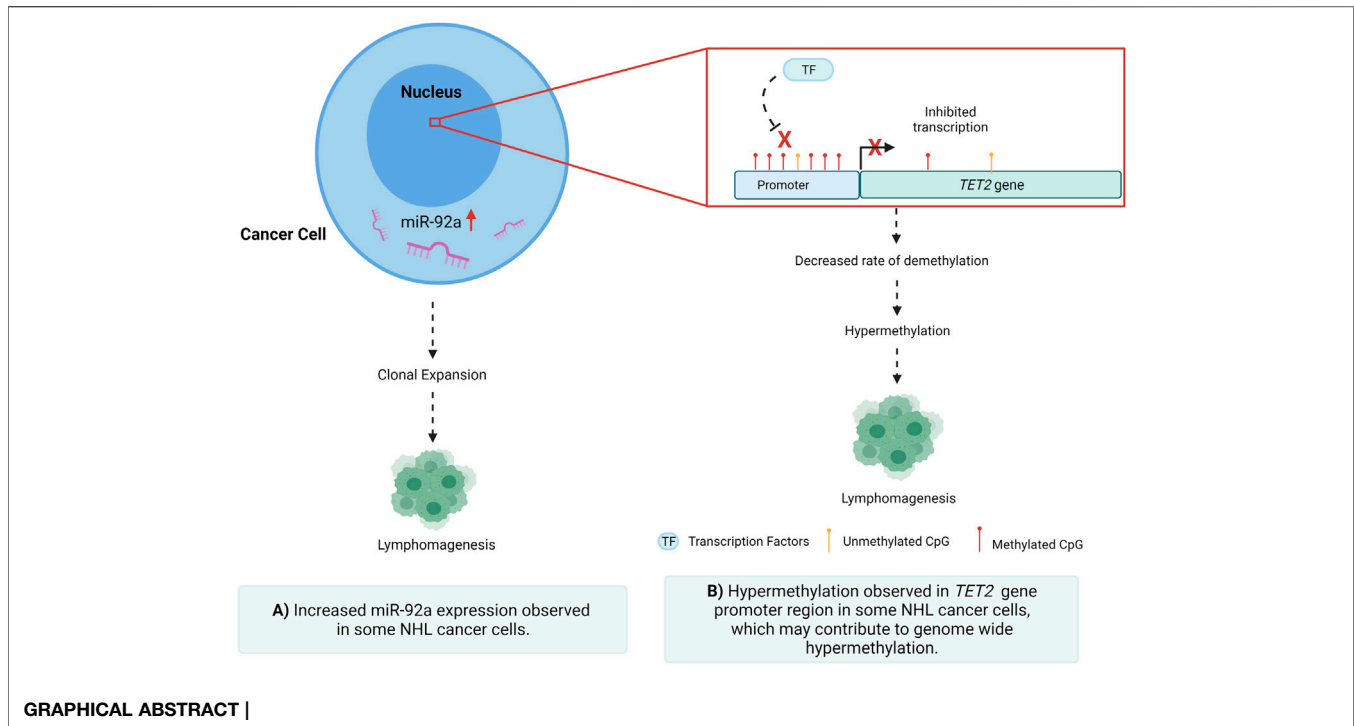 Nucleus
miR-92a
Cancer Cell
Clonal Expansion
Lymphomagenesis
A) Increased miR-92a expression observed
in some NHL cancer cells.
TF
X
Inhibited
transcription
X
Promoter
TET2 gene
Decreased rate of demethylation
Hypermethylation
Lymphomagenesis
TF Transcription Factors Unmethylated CpG Methylated CpG
B) Hypermethylation observed in TET2 gene
promoter region in some NHL cancer cells,
which may contribute to genome wide
hypermethylation.
GRAPHICAL ABSTRACT |